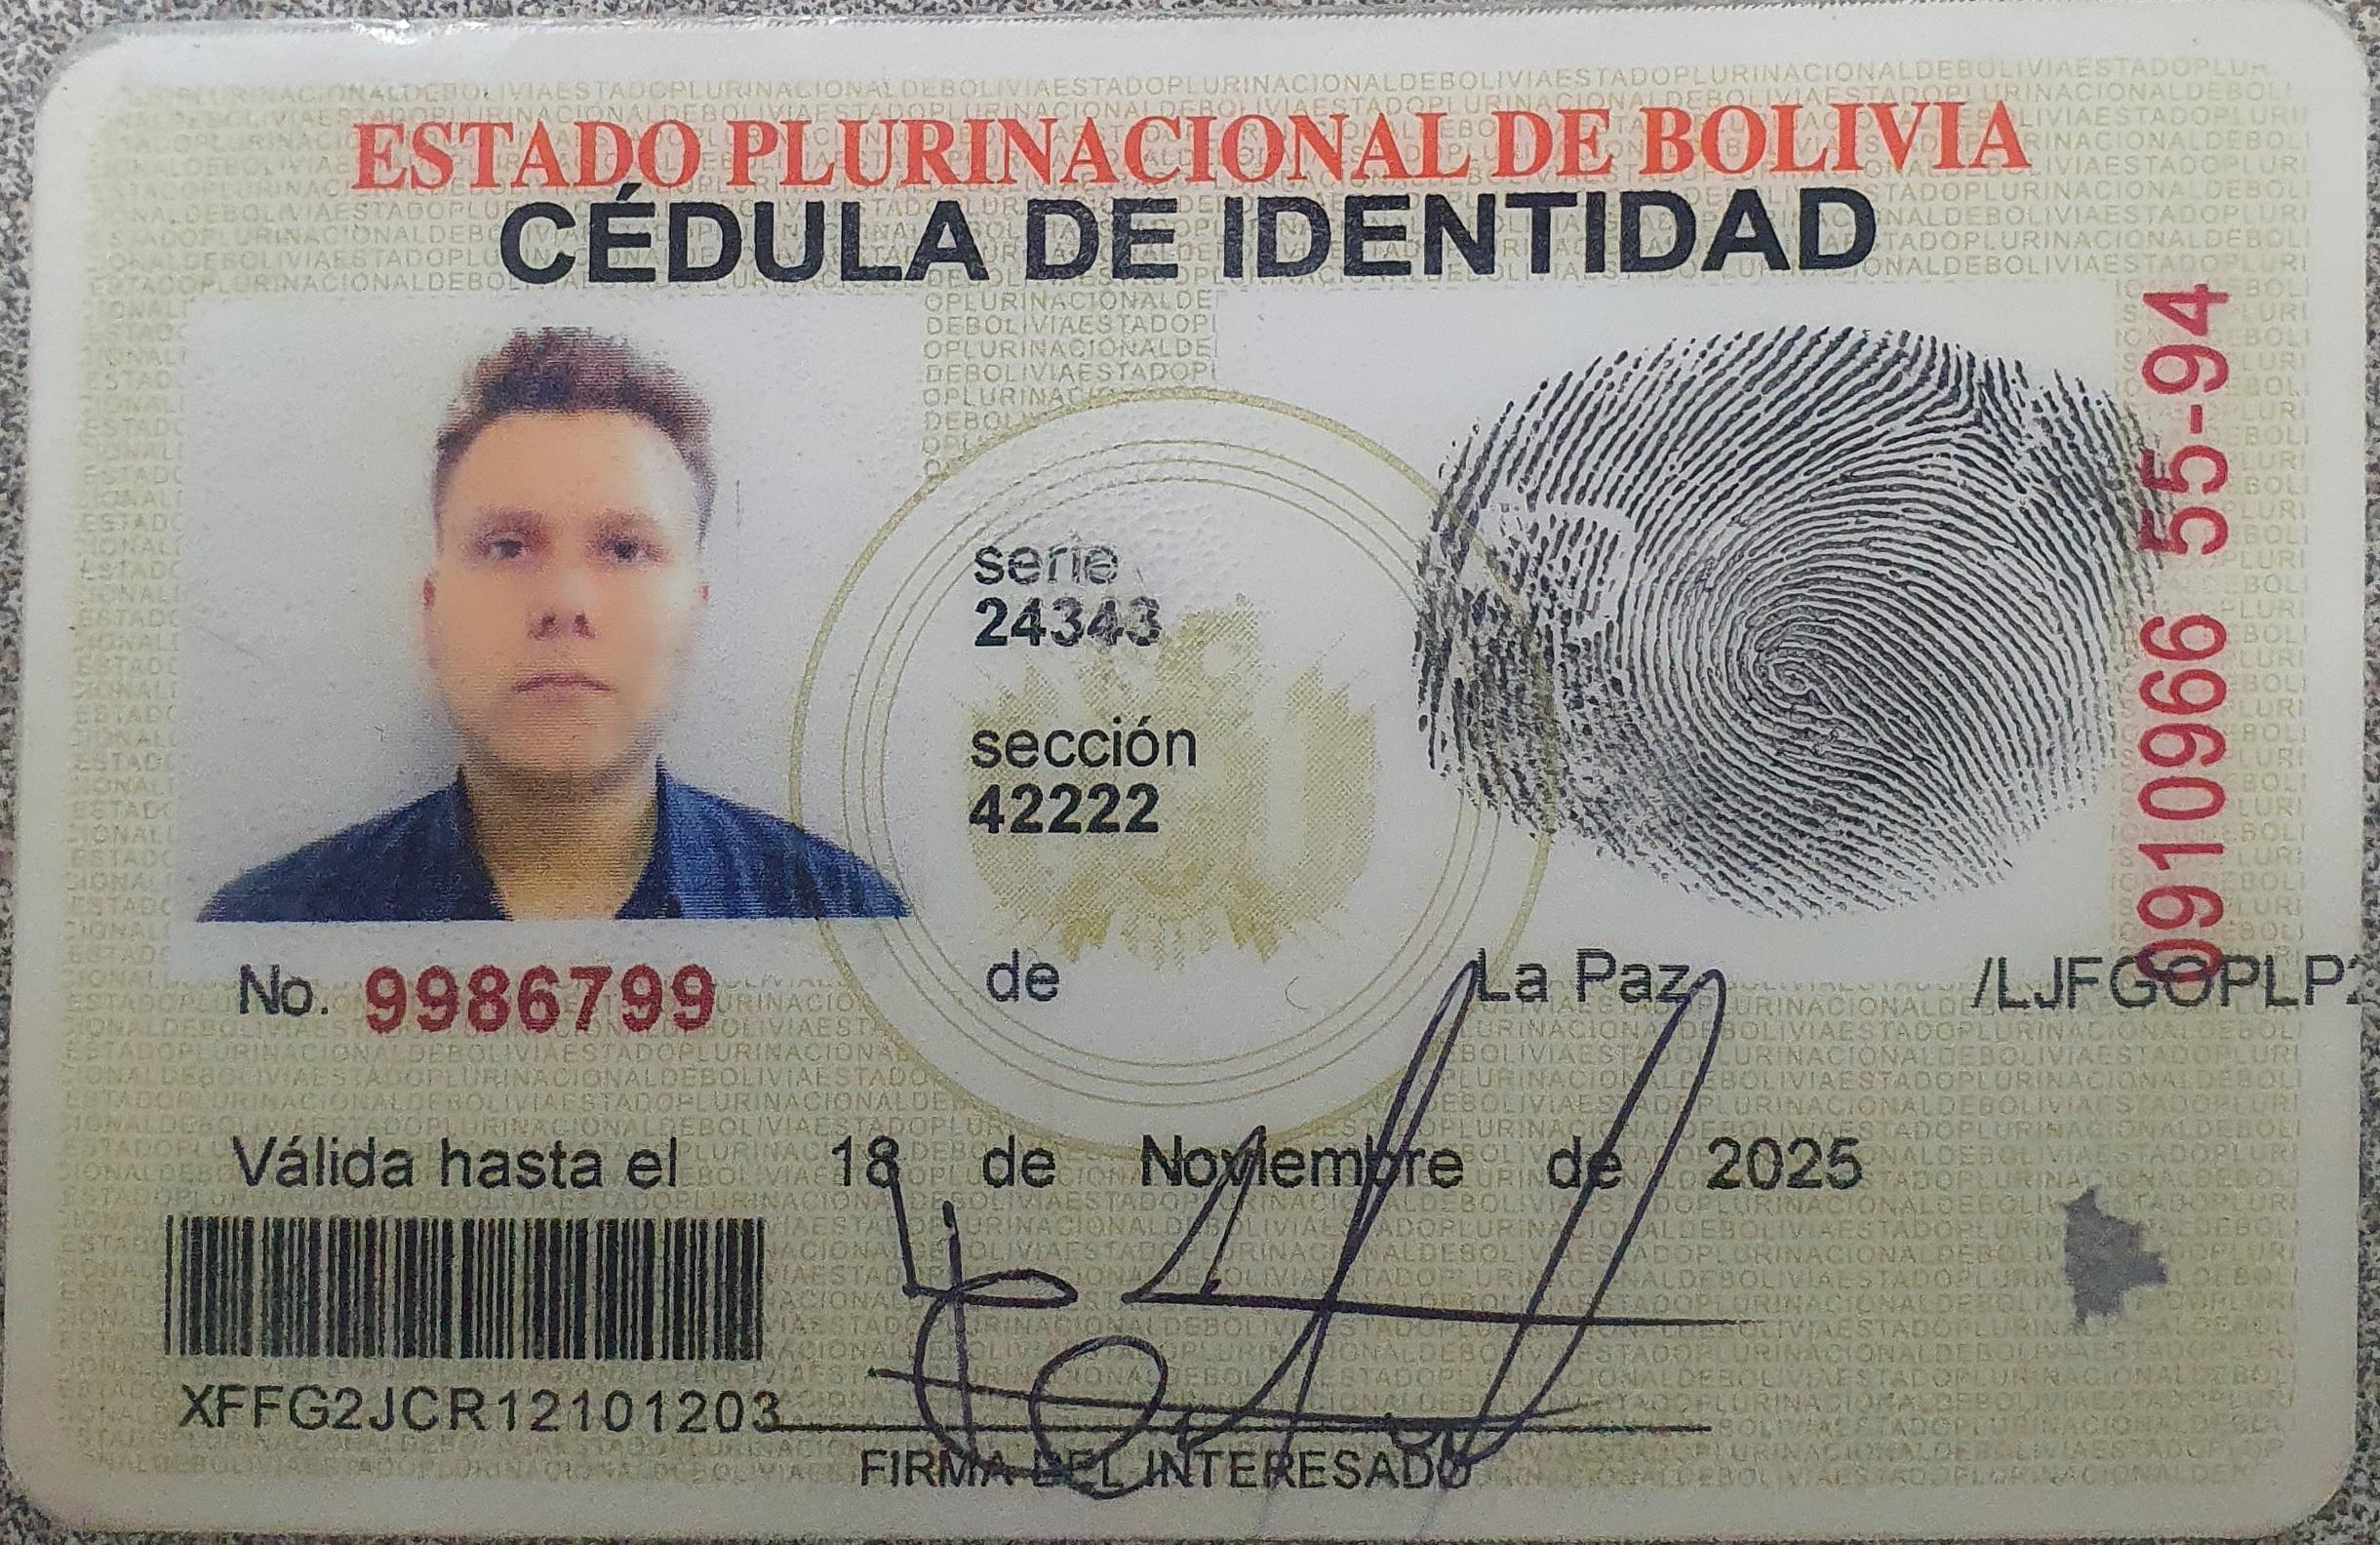 ESTADO PLURINACIONAL DE BOLIVIA
CÉDULA DE IDENTIDAD
serie
24343
sección
42222
0910966 55-94
No. 9986799 de La Paz /LJFGOPLP2
Válida hasta el 18 de Noviembre de 2025
XFFG2JCR12101203
FIRMA DEL INTERESADO